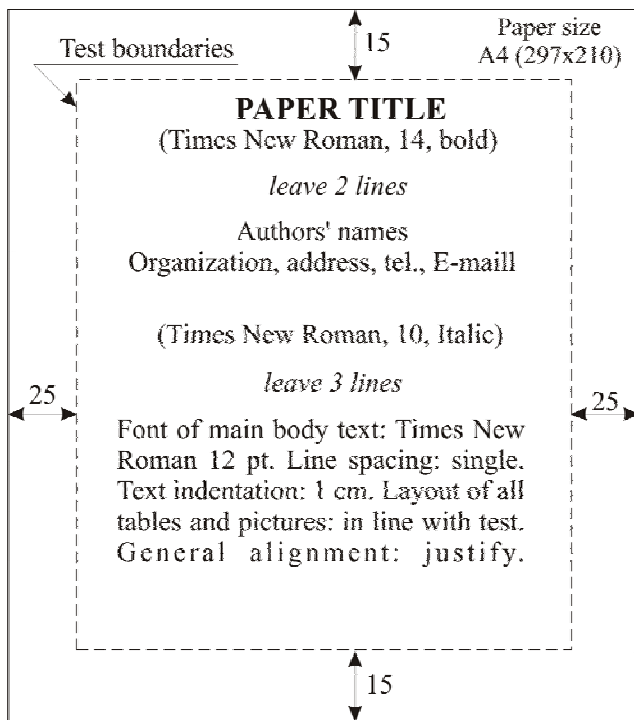 Paper size
15
Test boundaries
A4 (297x210)
PAPER TITLE
(Times New Roman, 14, bold)
leave 2 lines
Authors' names
Organization, address, tel., E-maill
(Times New Roman, 10, Italic)
leave 3 lines
25
25
Font of main body text: Times New
Roman 12 pt. Line spacing: single.
Text indentation: 1 cm. Layout of all
tables and pictures: in line with test.
General alignment: justify.
15